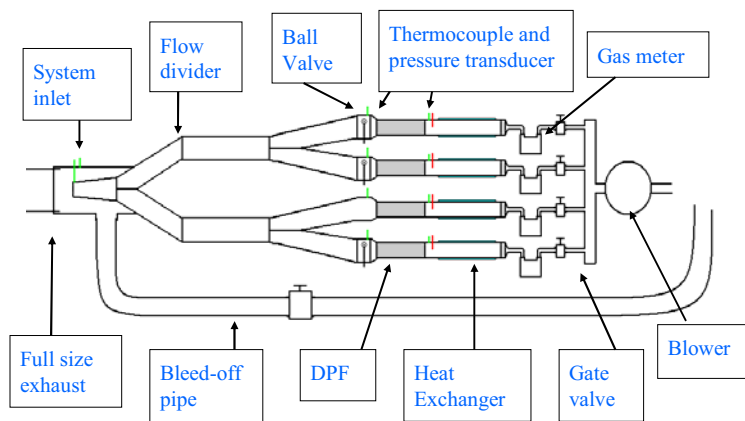 System
inlet
Flow
divider
Ball
Valve
Thermocouple and
pressure transducer
Gas meter
Full size
exhaust
Bleed-off
pipe
DPF
Heat
Exchanger
Gate
valve
Blower